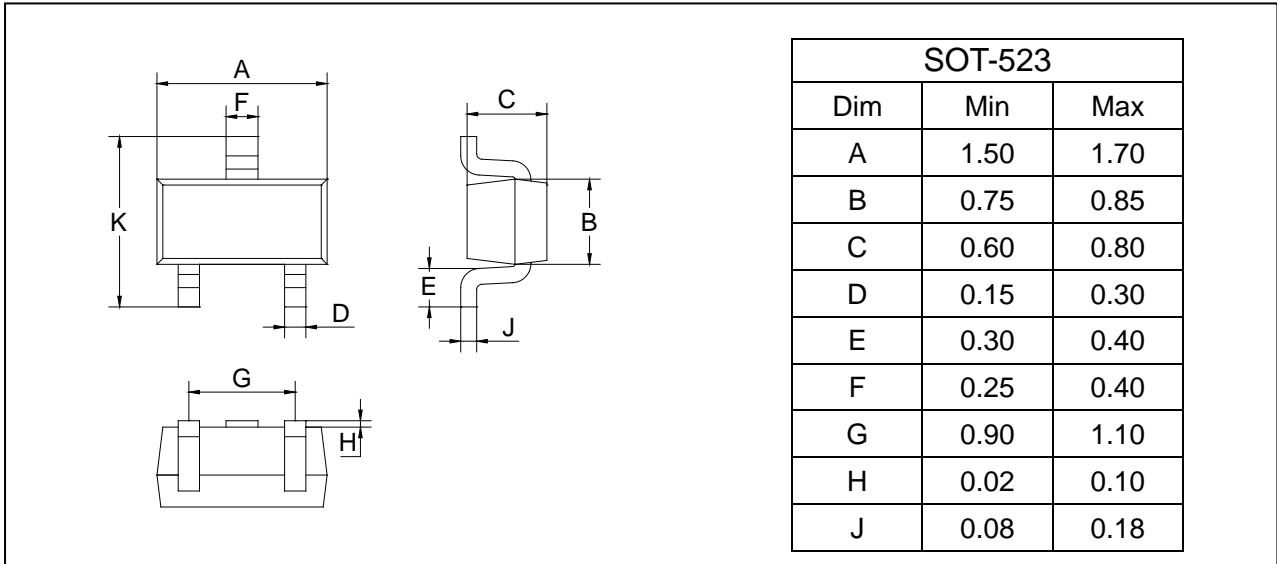 A
F
K
D
C
B
E
J
G
H
SOT-523
Dim Min Max
A 1.50 1.70
B 0.75 0.85
C 0.60 0.80
D 0.15 0.30
E 0.30 0.40
F 0.25 0.40
G 0.90 1.10
H 0.02 0.10
J 0.08 0.18